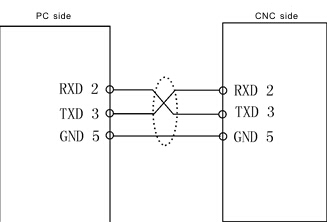 PC side
CNC side
RXD 2
TXD 3
GND 5
RXD 2
TXD 3
GND 5